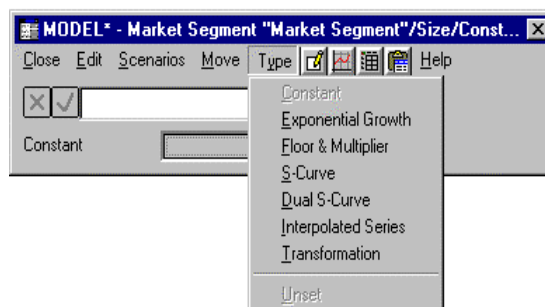 MODEL* - Market Segment "Market Segment"/Size/Const...
Close Edit Scenarios Move Type Help
Constant
Constant
Exponential Growth
Floor & Multiplier
S-Curve
Dual S-Curve
Interpolated Series
Transformation
Unset